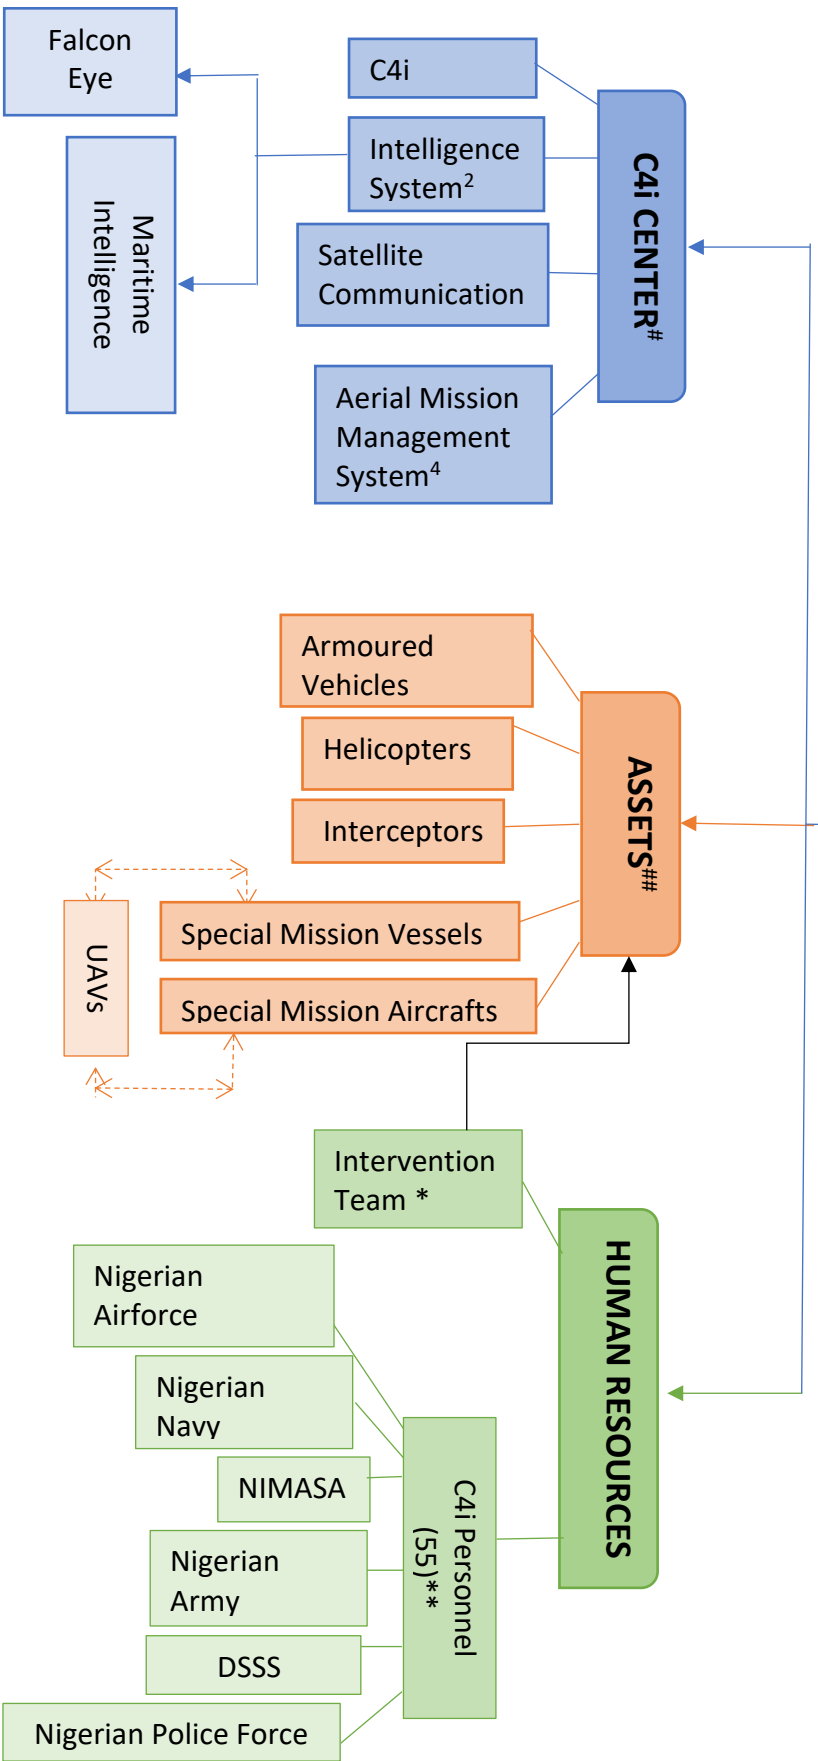 Falcon
Eye
Maritime
Intelligence
C4i
Intelligence
System²
Satellite
Communication
Aerial Mission
Management
System⁴
C4i CENTER#
Armoured
Vehicles
Helicopters
Interceptors
Special Mission Vessels
Special Mission Aircrafts
UAVs
ASSETS##
Intervention
Team *
HUMAN RESOURCES
Nigerian
Airforce
Nigerian
Navy
NIMASA
Nigerian
Army
DSSS
Nigerian Police Force
C4i Personnel
(55)**